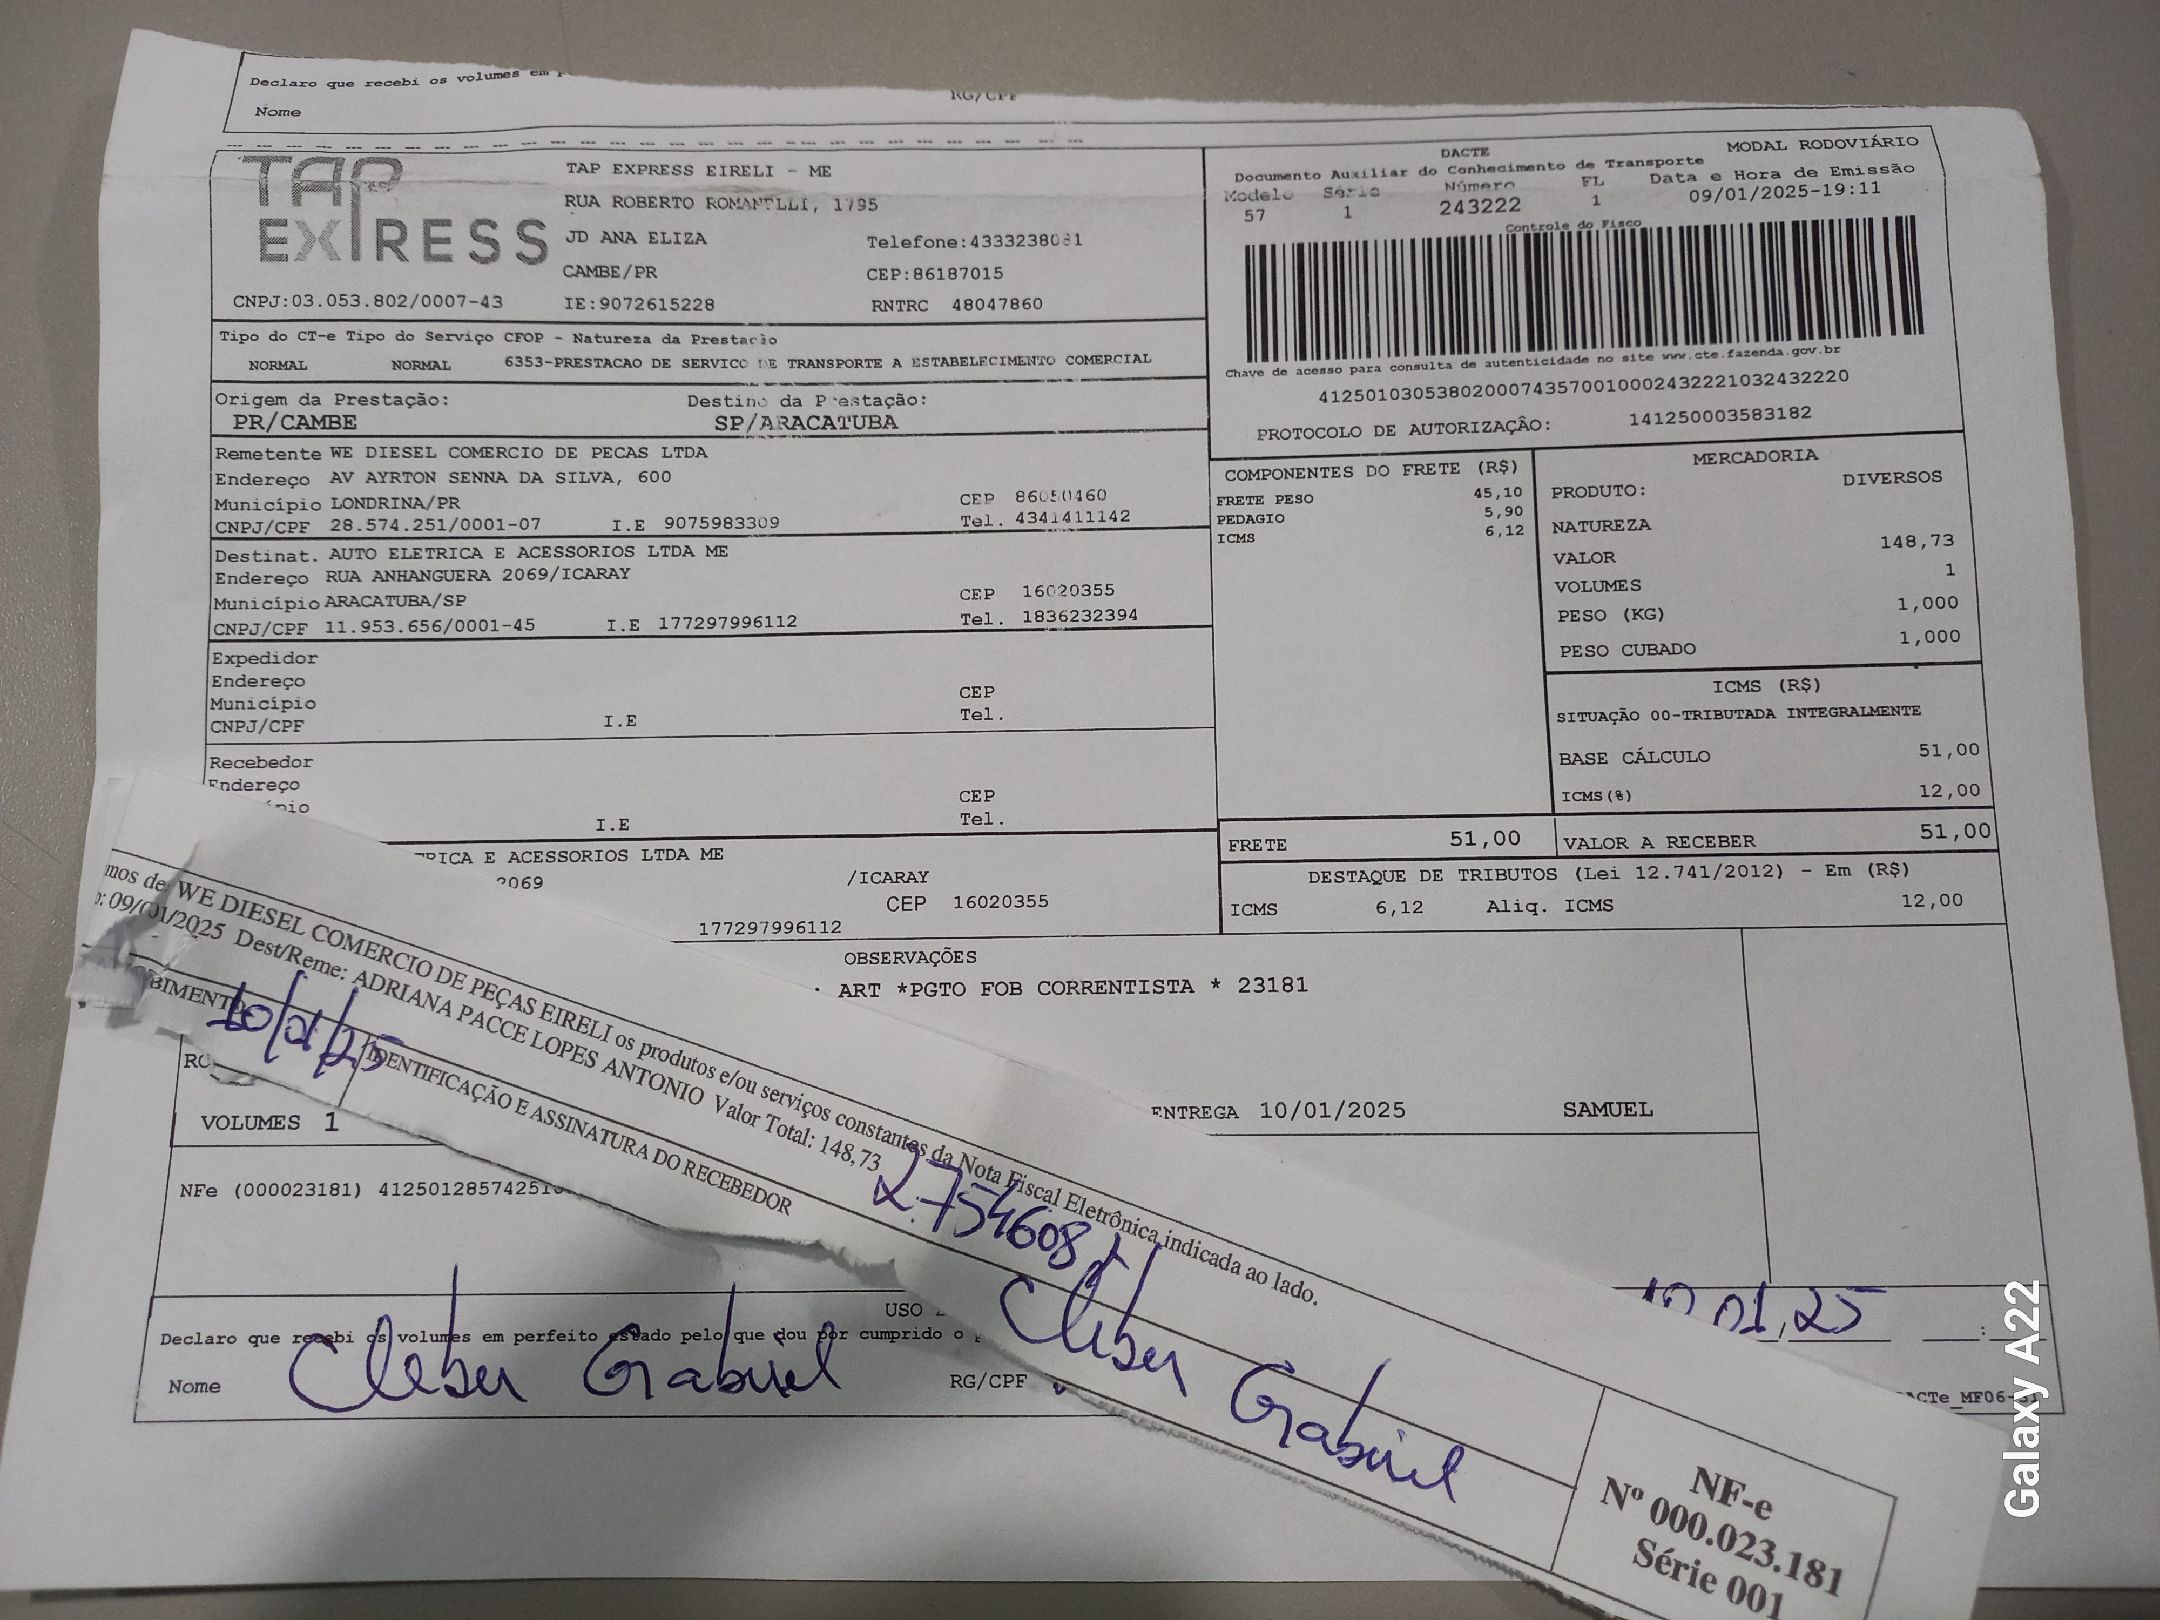 Declaro que recebi os volumes em
RG/CPF
Nome
TAP
EXPRESS
TAP EXPRESS EIRELI - ME
RUA ROBERTO ROMANELLI, 1795
JD ANA ELIZA Telefone:4333238081
CAMBE/PR CEP:86187015
CNPJ:03.053.802/0007-43 IE:9072615228 RNTRC 48047860
DACTE MODAL RODOVIÁRIO
Documento Auxiliar do Conhecimento de Transporte
Modelo Série Número FL Data e Hora de Emissão
57 1 243222 1 09/01/2025-19:11
Controle do Fisco
Chave de acesso para consulta de autenticidade no site www.cte.fazenda.gov.br
41250103053802000743570010002432221032432220
PROTOCOLO DE AUTORIZAÇÃO: 141250003583182
Tipo do CT-e Tipo do Serviço CFOP - Natureza da Prestação
NORMAL NORMAL 6353-PRESTACAO DE SERVICO DE TRANSPORTE A ESTABELECIMENTO COMERCIAL
Origem da Prestação: Destino da Prestação:
PR/CAMBE SP/ARACATUBA
Remetente WE DIESEL COMERCIO DE PECAS LTDA
Endereço AV AYRTON SENNA DA SILVA, 600
Município LONDRINA/PR CEP 86050460
CNPJ/CPF 28.574.251/0001-07 I.E 9075983309 Tel. 4341411142
Destinat. AUTO ELETRICA E ACESSORIOS LTDA ME
Endereço RUA ANHANGUERA 2069/ICARAY
Município ARACATUBA/SP CEP 16020355
CNPJ/CPF 11.953.656/0001-45 I.E 177297996112 Tel. 1836232394
Expedidor
Endereço
Município CEP
CNPJ/CPF I.E Tel.
Recebedor
Endereço
CEP
I.E Tel.
E ACESSORIOS LTDA ME
2069 /ICARAY
CEP 16020355
177297996112
COMPONENTES DO FRETE (R$)
FRETE PESO 45,10
PEDAGIO 5,90
ICMS 6,12
MERCADORIA
PRODUTO: DIVERSOS
NATUREZA
VALOR 148,73
VOLUMES 1
PESO (KG) 1,000
PESO CUBADO 1,000
ICMS (R$)
SITUAÇÃO 00-TRIBUTADA INTEGRALMENTE
BASE CÁLCULO 51,00
ICMS(%) 12,00
FRETE 51,00 VALOR A RECEBER 51,00
DESTAQUE DE TRIBUTOS (Lei 12.741/2012) - Em (R$)
ICMS 6,12 Aliq. ICMS 12,00
OBSERVAÇÕES
ART *PGTO FOB CORRENTISTA * 23181
ENTREGA 10/01/2025 SAMUEL
VOLUMES 1
NFe (000023181) 4125012857425
USO
Declaro que recebi os volumes em perfeito estado pelo que dou por cumprido o
Nome Cleber Gabriel RG/CPF
01,25
de WE DIESEL COMERCIO DE PEÇAS EIRELI os produtos e/ou serviços constantes da Nota Fiscal Eletrônica indicada ao lado.
09/01/2025 Dest/Reme: ADRIANA PACCE LOPES ANTONIO Valor Total: 148,73
10/01/25
IDENTIFICAÇÃO E ASSINATURA DO RECEBEDOR
Cleber Gabriel
NF-e
Nº 000.023.181
Série 001
Galaxy A22